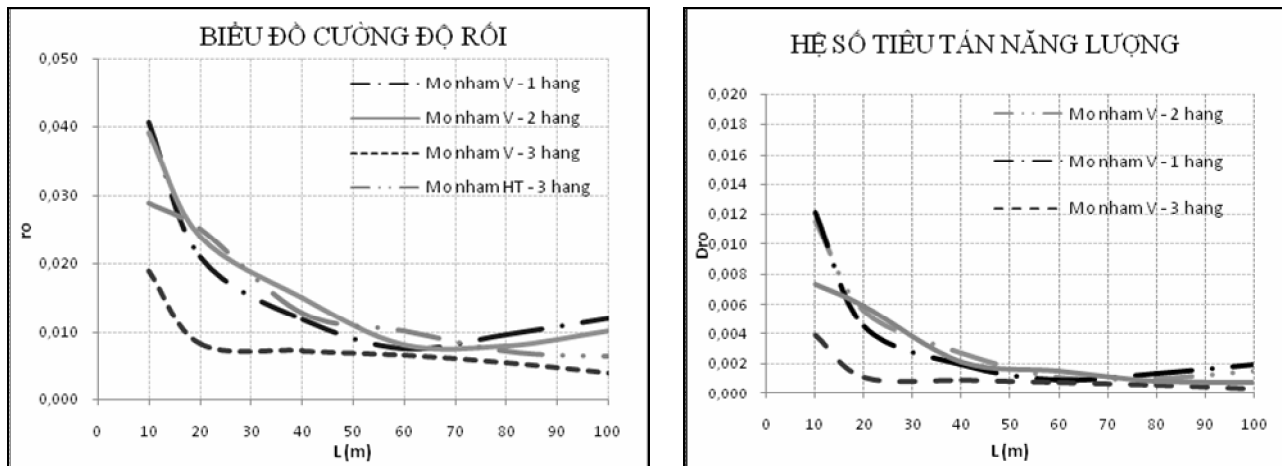 BIỂU ĐỒ CƯỜNG ĐỘ RỐI
0,050
0,040
0,030
0,020
0,010
0,000
ro
0 10 20 30 40 50 60 70 80 90 100
L (m)
Mo nham V - 1 hang
Mo nham V - 2 hang
Mo nham V - 3 hang
Mo nham HT - 3 hang
HỆ SỐ TIÊU TÁN NĂNG LƯỢNG
0,020
0,018
0,016
0,014
0,012
0,010
0,008
0,006
0,004
0,002
0,000
Dro
0 10 20 30 40 50 60 70 80 90 100
L (m)
Mo nham V - 2 hang
Mo nham V - 1 hang
Mo nham V - 3 hang